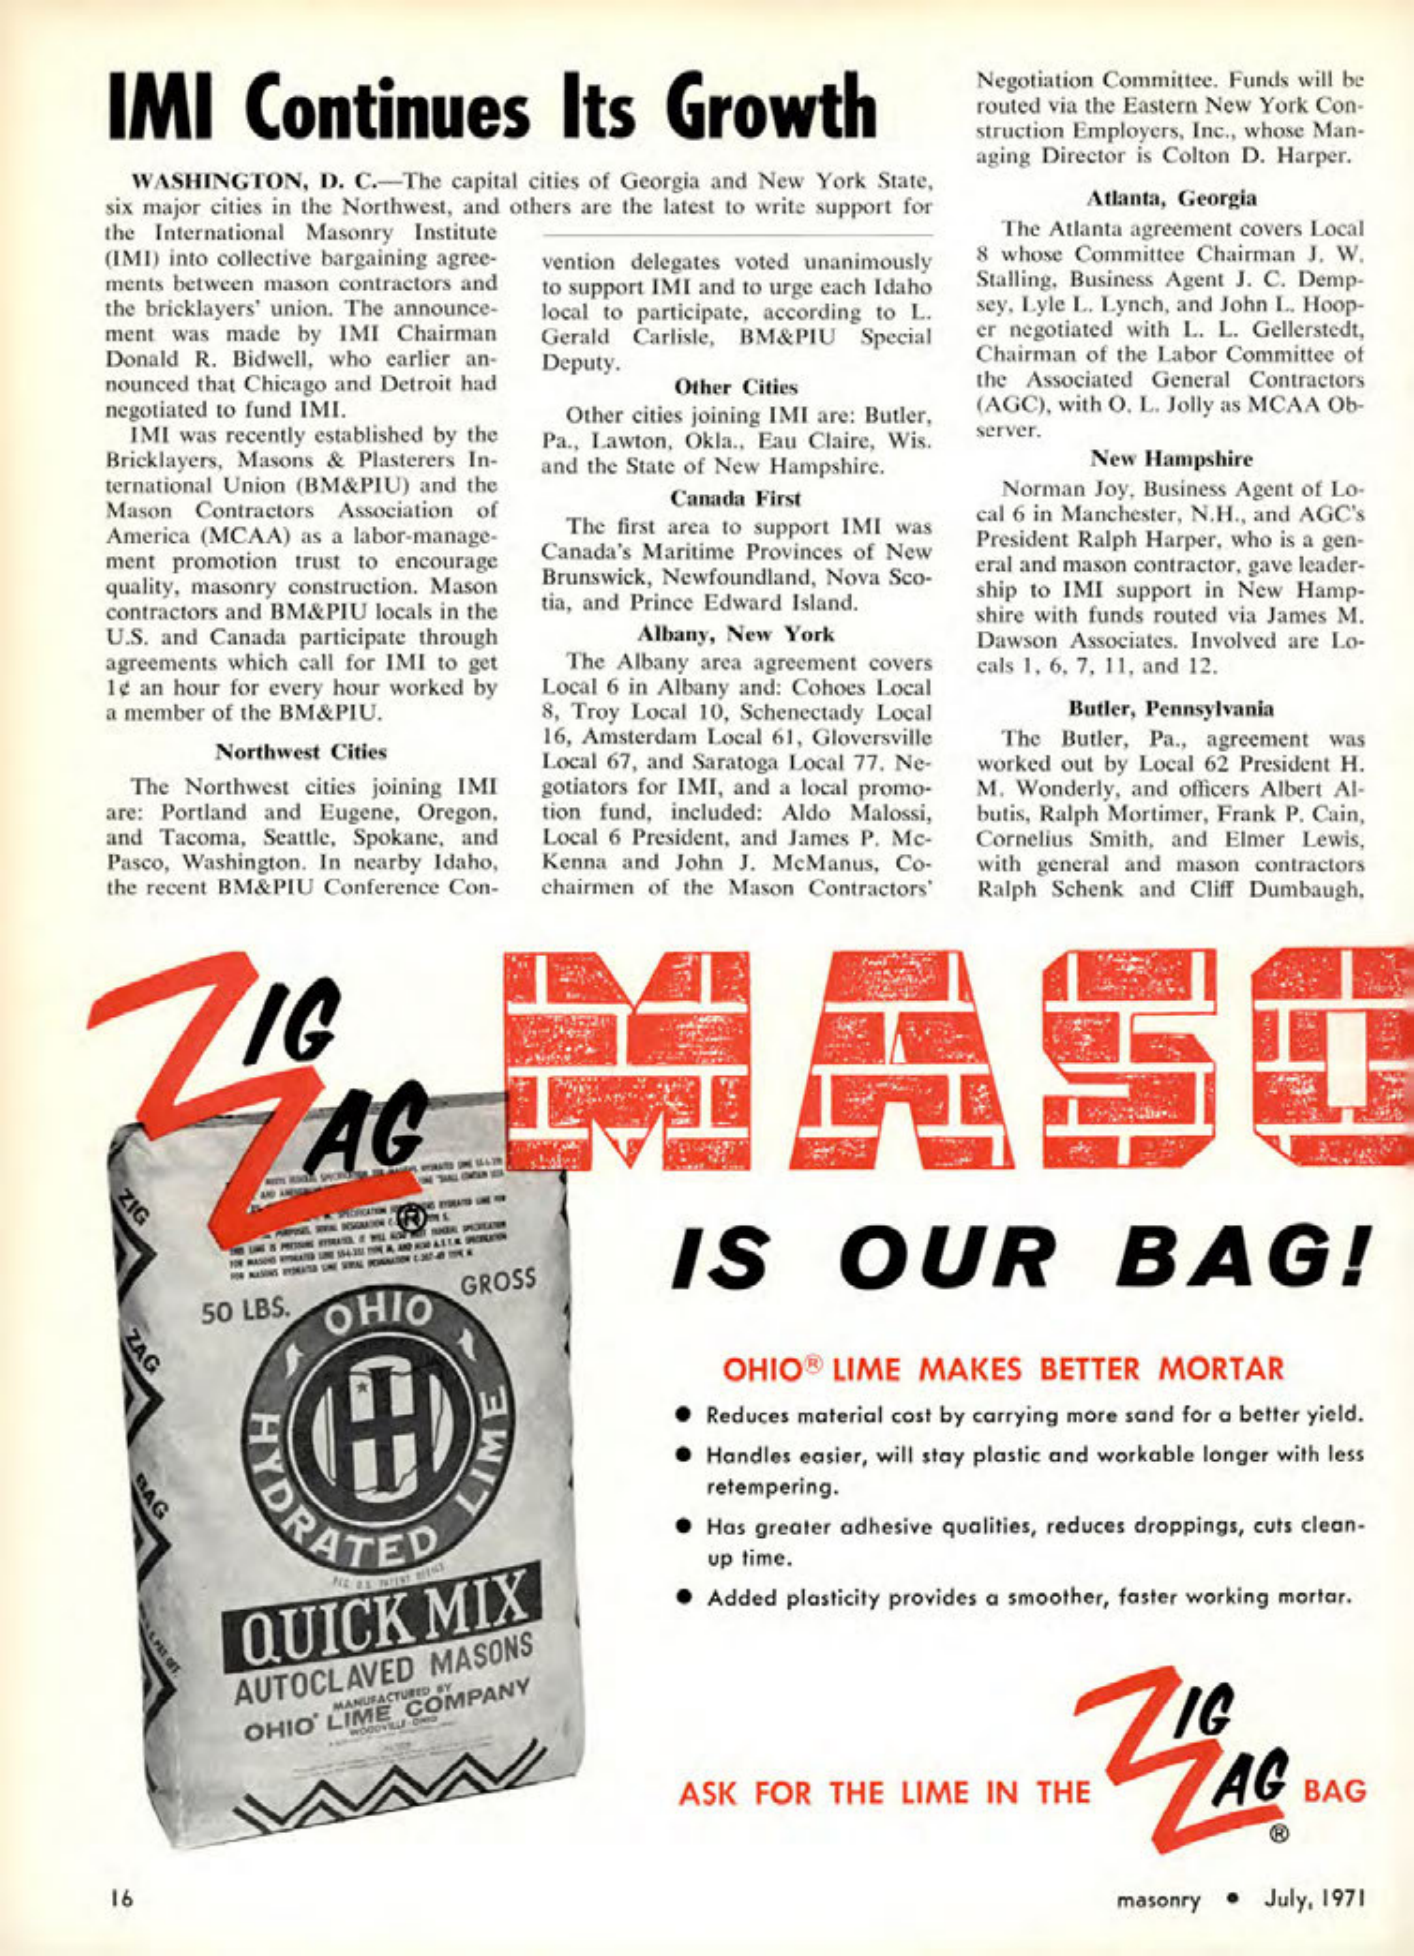 IMI Continues Its Growth
WASHINGTON, D. C.—The capital cities of Georgia and New York State,
six major cities in the Northwest, and others are the latest to write support for
the International Masonry Institute
(IMI) into collective bargaining agree-
ments between mason contractors and
the bricklayers' union. The announce-
ment was made by IMI Chairman
Donald R. Bidwell, who earlier an-
nounced that Chicago and Detroit had
negotiated to fund IMI.
IMI was recently established by the
Bricklayers, Masons & Plasterers In-
ternational Union (BM&PIU) and the
Mason Contractors Association of
America (MCAA) as a labor-manage-
ment promotion trust to encourage
quality, masonry construction. Mason
contractors and BM&PIU locals in the
U.S. and Canada participate through
agreements which call for IMI to get
1¢ an hour for every hour worked by
a member of the BM&PIU.
Northwest Cities
The Northwest cities joining IMI
are: Portland and Eugene, Oregon,
and Tacoma, Seattle, Spokane, and
Pasco, Washington. In nearby Idaho,
the recent BM&PIU Conference Con-
vention delegates voted unanimously
to support IMI and to urge each Idaho
local to participate, according to L.
Gerald Carlisle, BM&PIU Special
Deputy.
Other Cities
Other cities joining IMI are: Butler,
Pa., Lawton, Okla., Eau Claire, Wis.
and the State of New Hampshire.
Canada First
The first area to support IMI was
Canada's Maritime Provinces of New
Brunswick, Newfoundland, Nova Sco-
tia, and Prince Edward Island.
Albany, New York
The Albany area agreement covers
Local 6 in Albany and: Cohoes Local
8, Troy Local 10, Schenectady Local
16, Amsterdam Local 61, Gloversville
Local 67, and Saratoga Local 77. Ne-
gotiators for IMI, and a local promo-
tion fund, included: Aldo Malossi,
Local 6 President, and James P. Mc-
Kenna and John J. McManus, Co-
chairmen of the Mason Contractors'
Negotiation Committee. Funds will be
routed via the Eastern New York Con-
struction Employers, Inc., whose Man-
aging Director is Colton D. Harper.
Atlanta, Georgia
The Atlanta agreement covers Local
8 whose Committee Chairman J. W.
Stalling, Business Agent J. C. Demp-
sey, Lyle L. Lynch, and John L. Hoop-
er negotiated with L. L. Gellerstedt,
Chairman of the Labor Committee of
the Associated General Contractors
(AGC), with O. L. Jolly as MCAA Ob-
server.
New Hampshire
Norman Joy, Business Agent of Lo-
cal 6 in Manchester, N.H., and AGC's
President Ralph Harper, who is a gen-
eral and mason contractor, gave leader-
ship to IMI support in New Hamp-
shire with funds routed via James M.
Dawson Associates. Involved are Lo-
cals 1, 6, 7, 11, and 12.
Butler, Pennsylvania
The Butler, Pa., agreement was
worked out by Local 62 President H.
M. Wonderly, and officers Albert Al-
butis, Ralph Mortimer, Frank P. Cain,
Cornelius Smith, and Elmer Lewis,
with general and mason contractors
Ralph Schenk and Cliff Dumbaugh,
ZIG
ZAG ®
MASO
IS OUR BAG!
ZIG
ZAG
BAG
50 LBS. GROSS
OHIO
HYDRATED LIME
QUICK MIX
AUTOCLAVED MASONS
MANUFACTURED BY
OHIO LIME COMPANY
WOODVILLE OHIO
OHIO® LIME MAKES BETTER MORTAR
● Reduces material cost by carrying more sand for a better yield.
● Handles easier, will stay plastic and workable longer with less
retempering.
● Has greater adhesive qualities, reduces droppings, cuts clean-
up time.
● Added plasticity provides a smoother, faster working mortar.
ASK FOR THE LIME IN THE ZIG ZAG ® BAG
16
masonry ● July, 1971